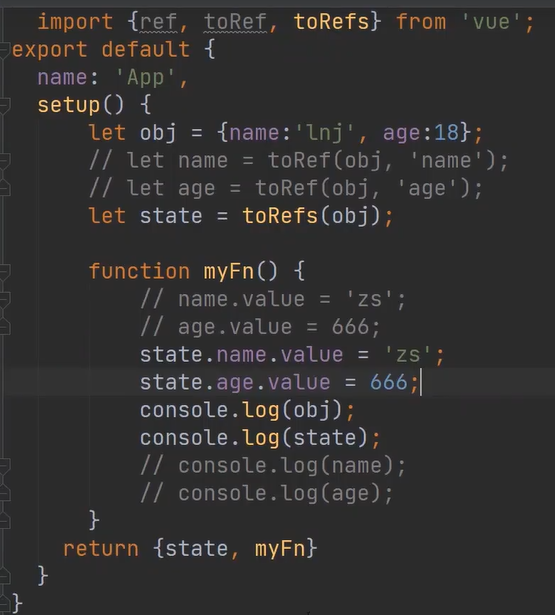 import {ref, toRef, toRefs} from 'vue';
export default {
name: 'App',
setup() {
let obj = {name:'lnj', age:18};
// let name = toRef(obj, 'name');
// let age = toRef(obj, 'age');
let state = toRefs(obj);
function myFn() {
// name.value = 'zs';
// age.value = 666;
state.name.value = 'zs';
state.age.value = 666;
console.log(obj);
console.log(state);
// console.log(name);
// console.log(age);
}
return {state, myFn}
}
}